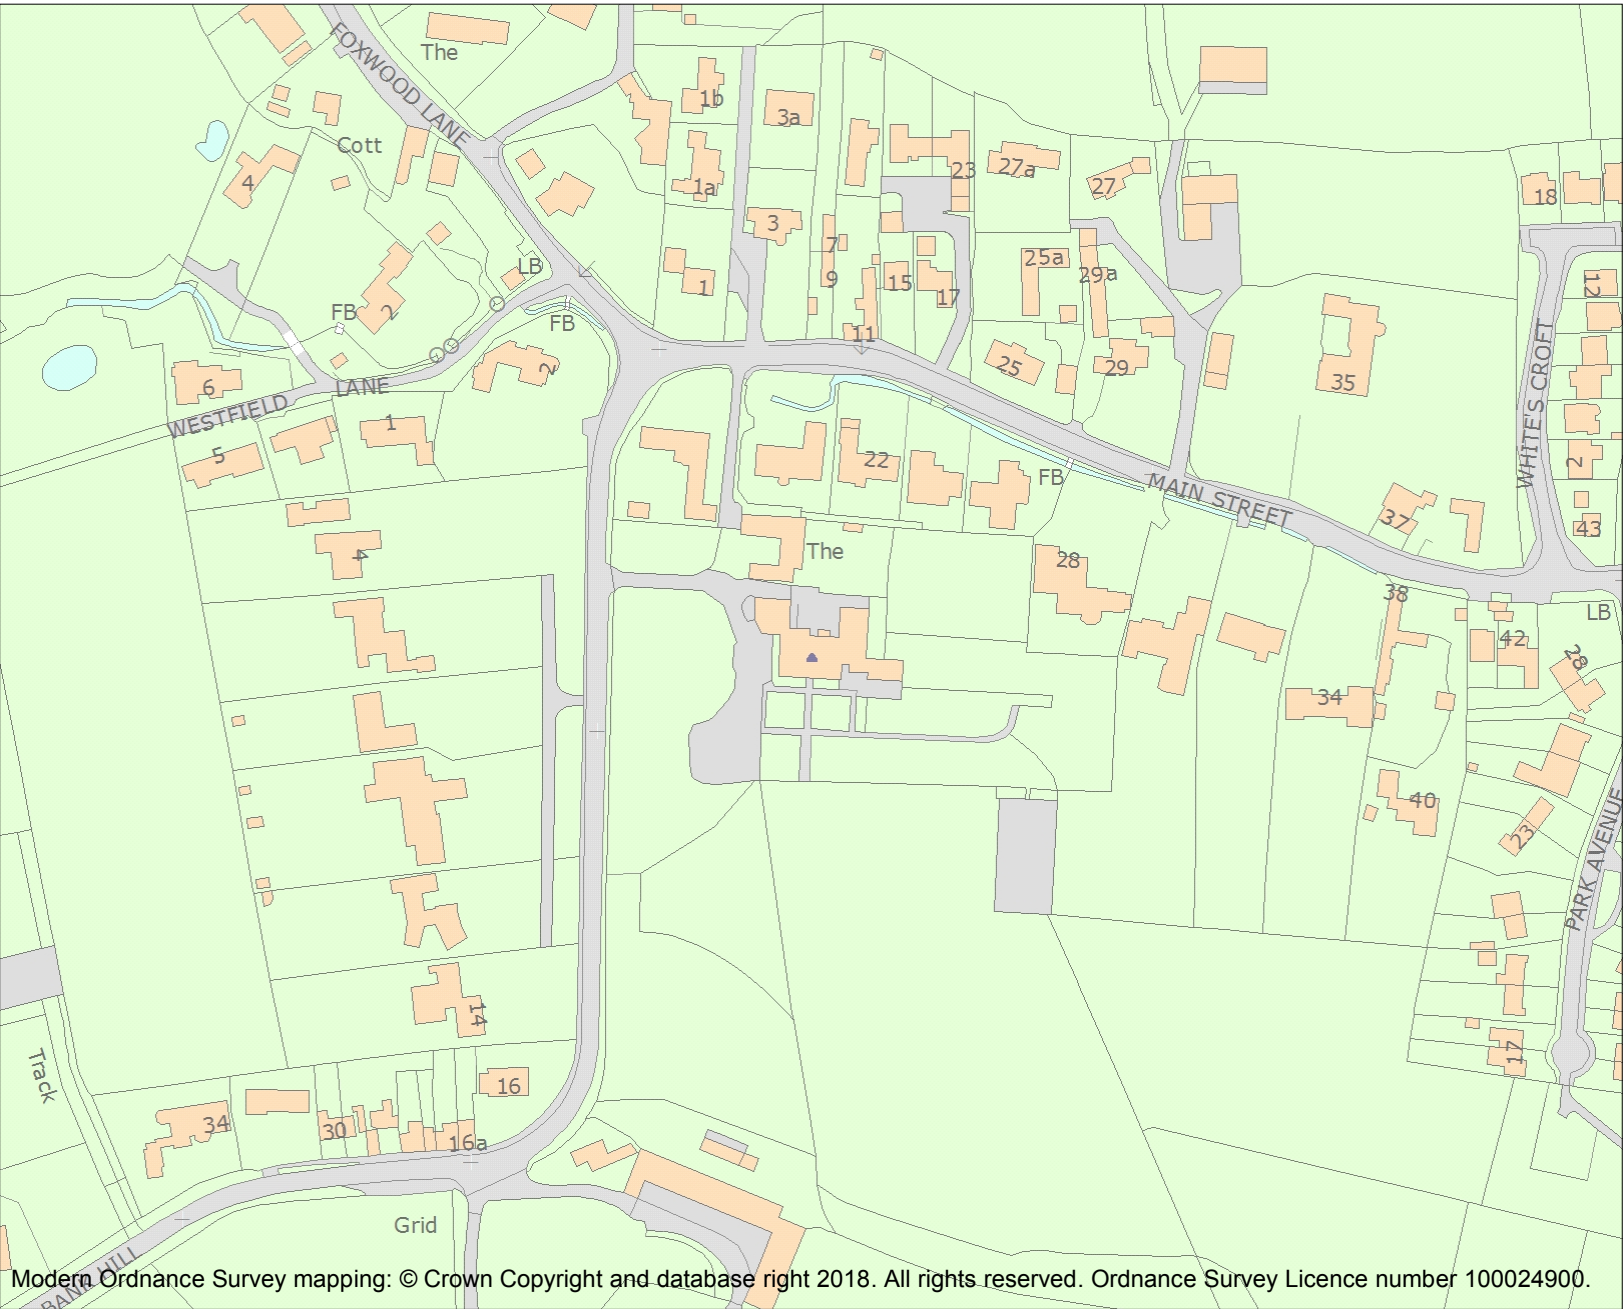 FOXWOOD LANE
The
1b
3a
Cott
4
1a
23
27a
27
18
3
7
9
15
17
25a
29a
12
LB
FB
2
1
FB
11
25
29
35
WHITE'S CROFT
2
6
LANE
WESTFIELD
1
5
22
FB
MAIN STREET
2
37
43
4
The
28
38
LB
42
28
34
40
23
PARK AVENUE
14
17
Track
16
34
30
16a
Grid
BANK HILL
Modern Ordnance Survey mapping: © Crown Copyright and database right 2018. All rights reserved. Ordnance Survey Licence number 100024900.